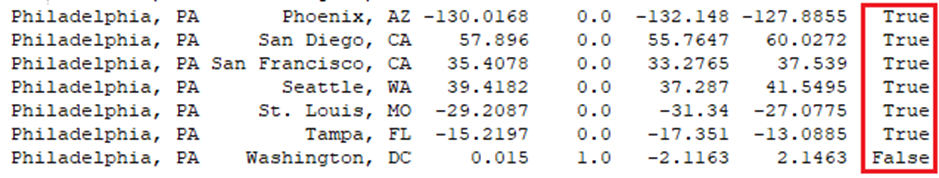 Philadelphia, PA Phoenix, AZ -130.0168 0.0 -132.148 -127.8855 True
Philadelphia, PA San Diego, CA 57.896 0.0 55.7647 60.0272 True
Philadelphia, PA San Francisco, CA 35.4078 0.0 33.2765 37.539 True
Philadelphia, PA Seattle, WA 39.4182 0.0 37.287 41.5495 True
Philadelphia, PA St. Louis, MO -29.2087 0.0 -31.34 -27.0775 True
Philadelphia, PA Tampa, FL -15.2197 0.0 -17.351 -13.0885 True
Philadelphia, PA Washington, DC 0.015 1.0 -2.1163 2.1463 False